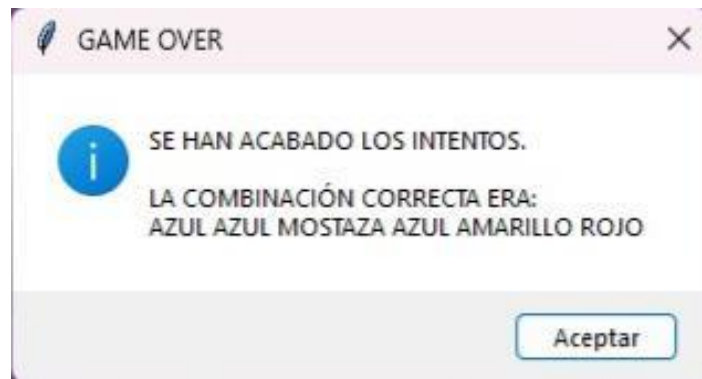 GAME OVER
SE HAN ACABADO LOS INTENTOS.
LA COMBINACIÓN CORRECTA ERA:
AZUL AZUL MOSTAZA AZUL AMARILLO ROJO
Aceptar